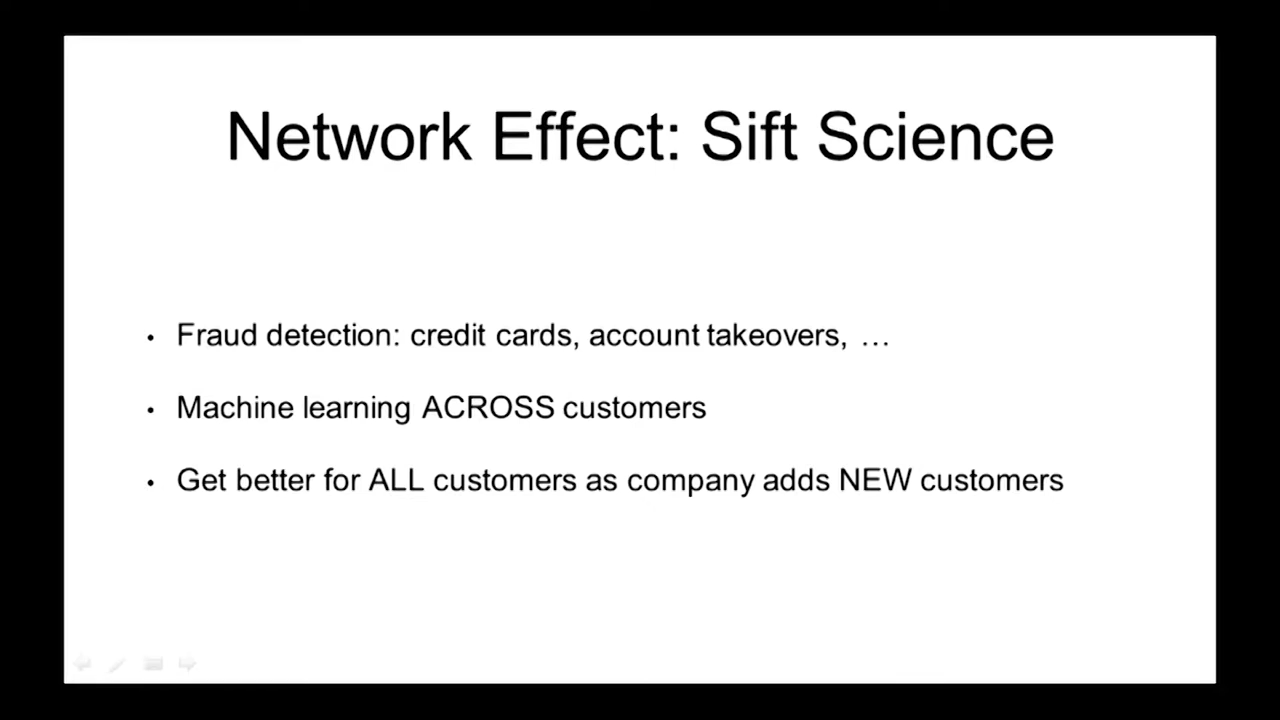 Network Effect: Sift Science
• Fraud detection: credit cards, account takeovers, …
• Machine learning ACROSS customers
• Get better for ALL customers as company adds NEW customers